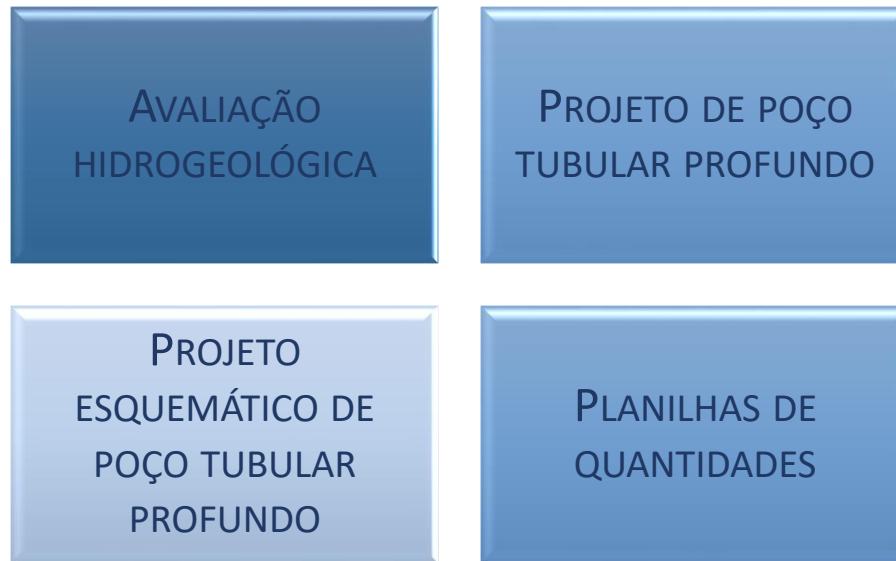 AVALIAÇÃO
HIDROGEOLÓGICA
PROJETO DE POÇO
TUBULAR PROFUNDO
PROJETO
ESQUEMÁTICO DE
POÇO TUBULAR
PROFUNDO
PLANILHAS DE
QUANTIDADES